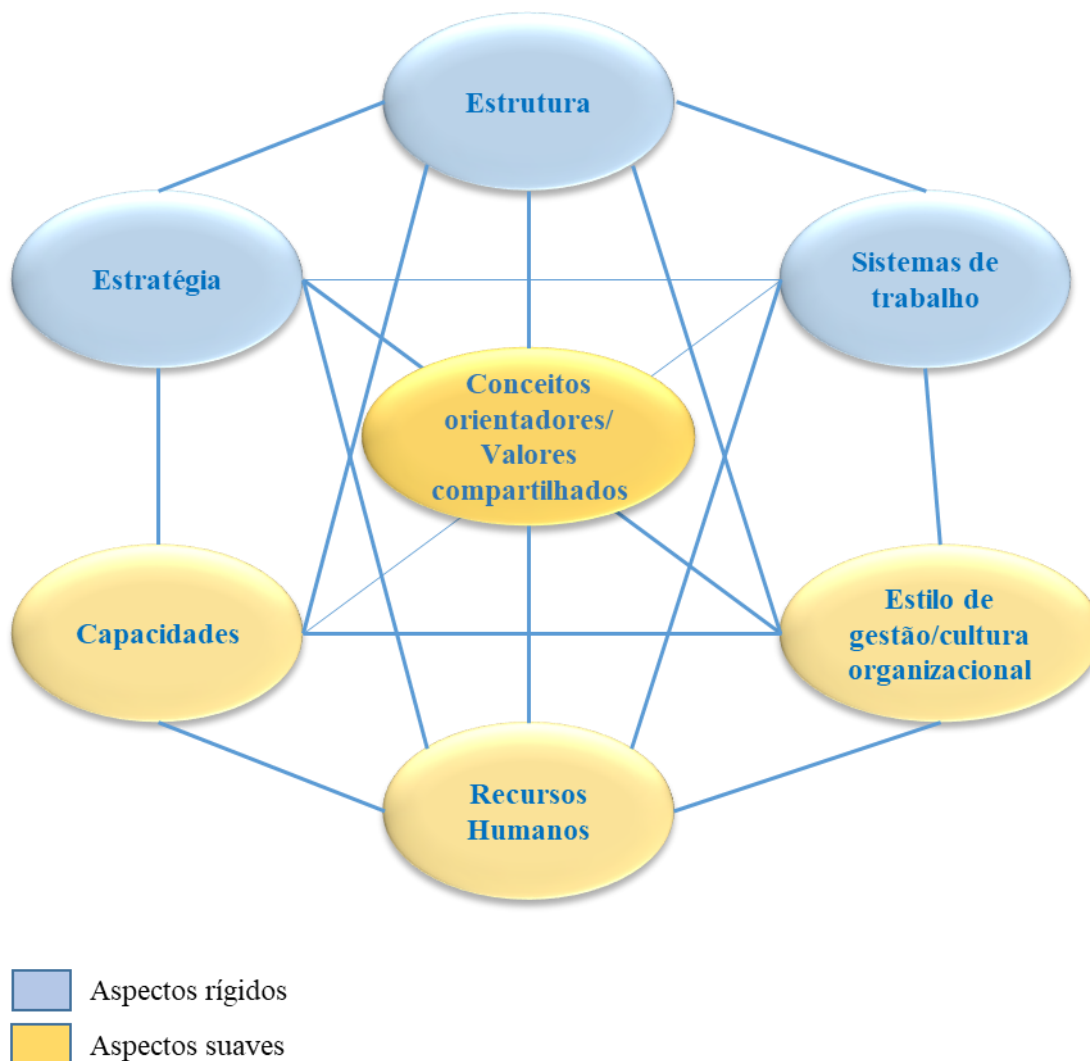 Estrutura
Estratégia
Sistemas de
trabalho
Conceitos
orientadores/
Valores
compartilhados
Capacidades
Estilo de
gestão/cultura
organizacional
Recursos
Humanos
Aspectos rígidos
Aspectos suaves